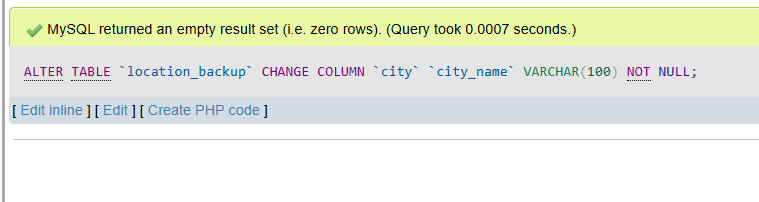 MySQL returned an empty result set (i.e. zero rows). (Query took 0.0007 seconds.)
ALTER TABLE `location_backup` CHANGE COLUMN `city` `city_name` VARCHAR(100) NOT NULL;
[ Edit inline ] [ Edit ] [ Create PHP code ]